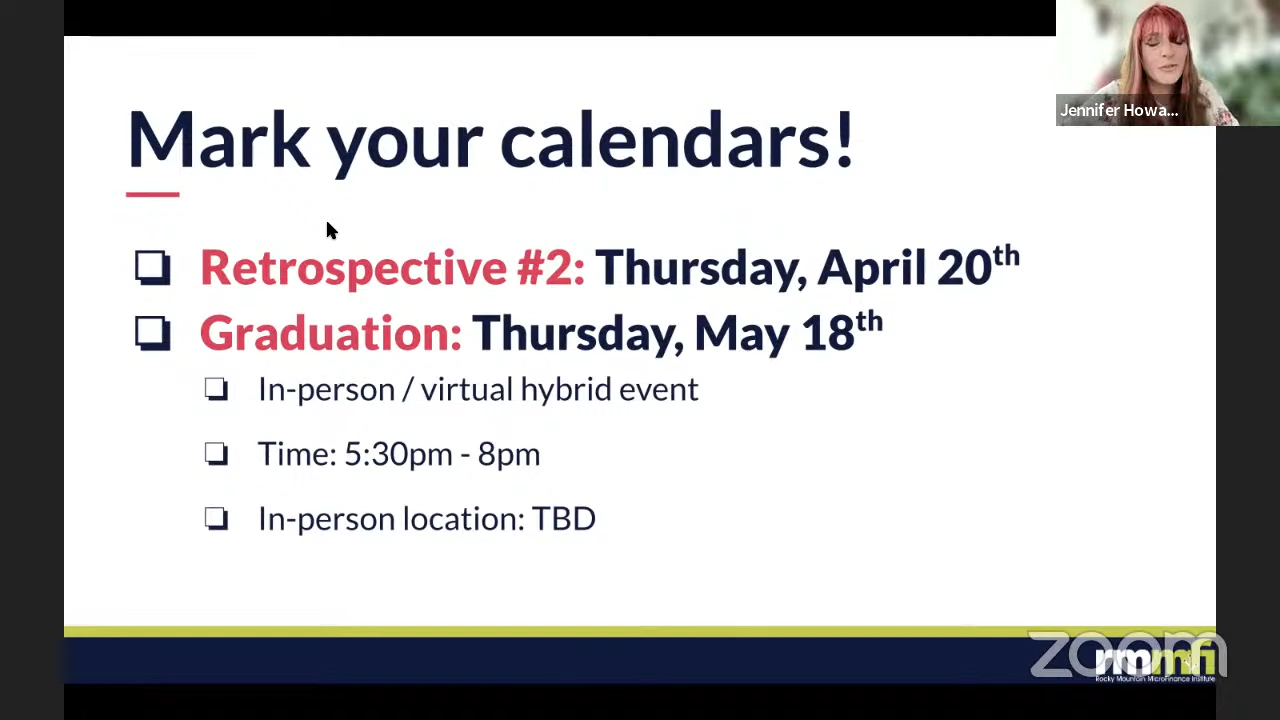 Mark your calendars!
Jennifer Howa...
❏ Retrospective #2: Thursday, April 20th
❏ Graduation: Thursday, May 18th
❏ In-person / virtual hybrid event
❏ Time: 5:30pm - 8pm
❏ In-person location: TBD
zoom
rmmfi
Rocky Mountain MicroFinance Institute